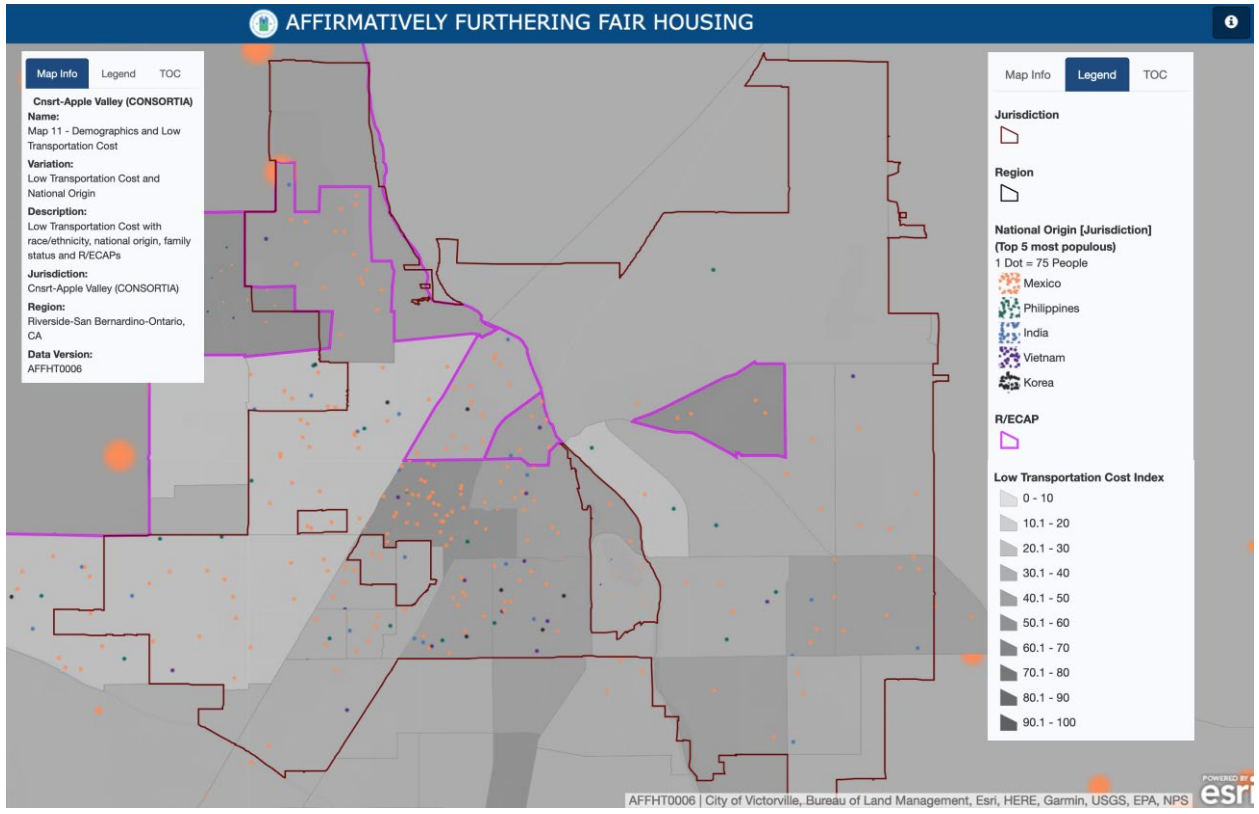 AFFIRMATIVELY FURTHERING FAIR HOUSING
Map Info Legend TOC
Cnsrt-Apple Valley (CONSORTIA)
Name:
Map 11 - Demographics and Low
Transportation Cost
Variation:
Low Transportation Cost and
National Origin
Description:
Low Transportation Cost with
race/ethnicity, national origin, family
status and R/ECAPs
Jurisdiction:
Cnsrt-Apple Valley (CONSORTIA)
Region:
Riverside-San Bernardino-Ontario,
CA
Data Version:
AFFHT0006
Map Info Legend TOC
Jurisdiction
Region
National Origin [Jurisdiction]
(Top 5 most populous)
1 Dot = 75 People
Mexico
Philippines
India
Vietnam
Korea
R/ECAP
Low Transportation Cost Index
0 - 10
10.1 - 20
20.1 - 30
30.1 - 40
40.1 - 50
50.1 - 60
60.1 - 70
70.1 - 80
80.1 - 90
90.1 - 100
AFFHT0006 | City of Victorville, Bureau of Land Management, Esri, HERE, Garmin, USGS, EPA, NPS
POWERED BY
esri